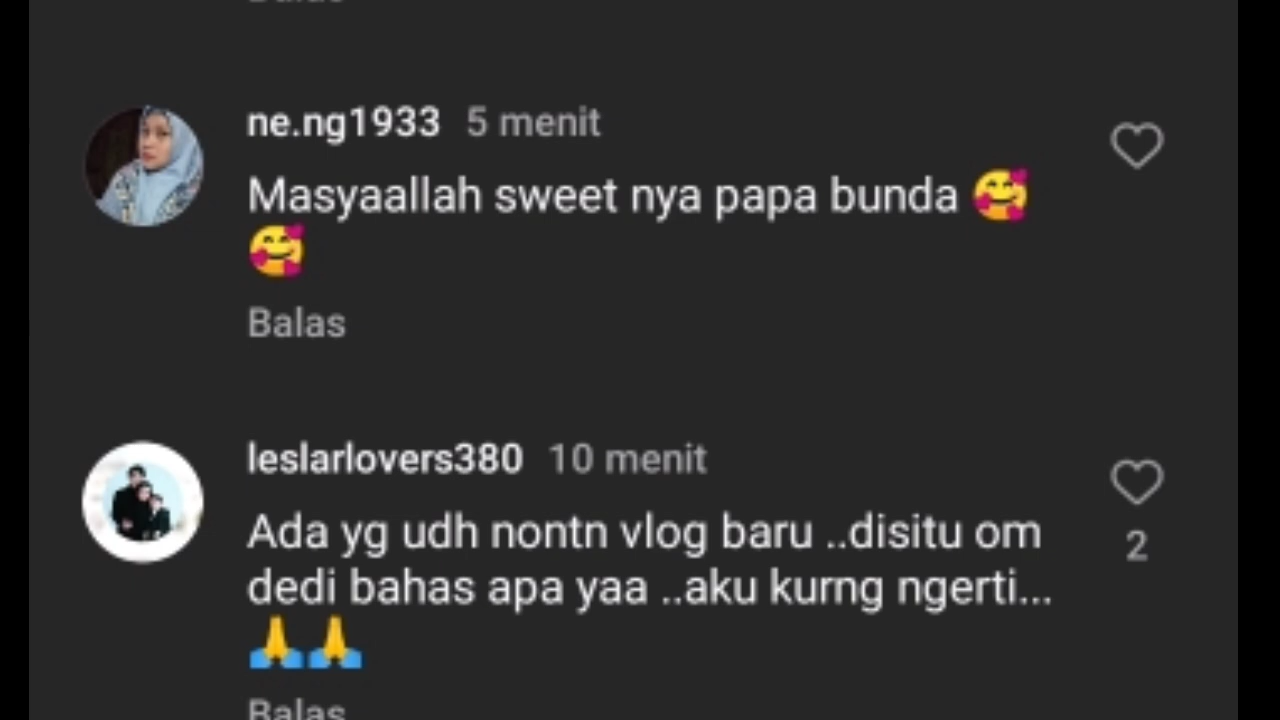 ne.ng1933 5 menit
Masyaallah sweet nya papa bunda 🥰
🥰
Balas
leslarlovers380 10 menit
Ada yg udh nontn vlog baru ..disitu om
2
dedi bahas apa yaa ..aku kurng ngerti...
🙏🙏
Balas